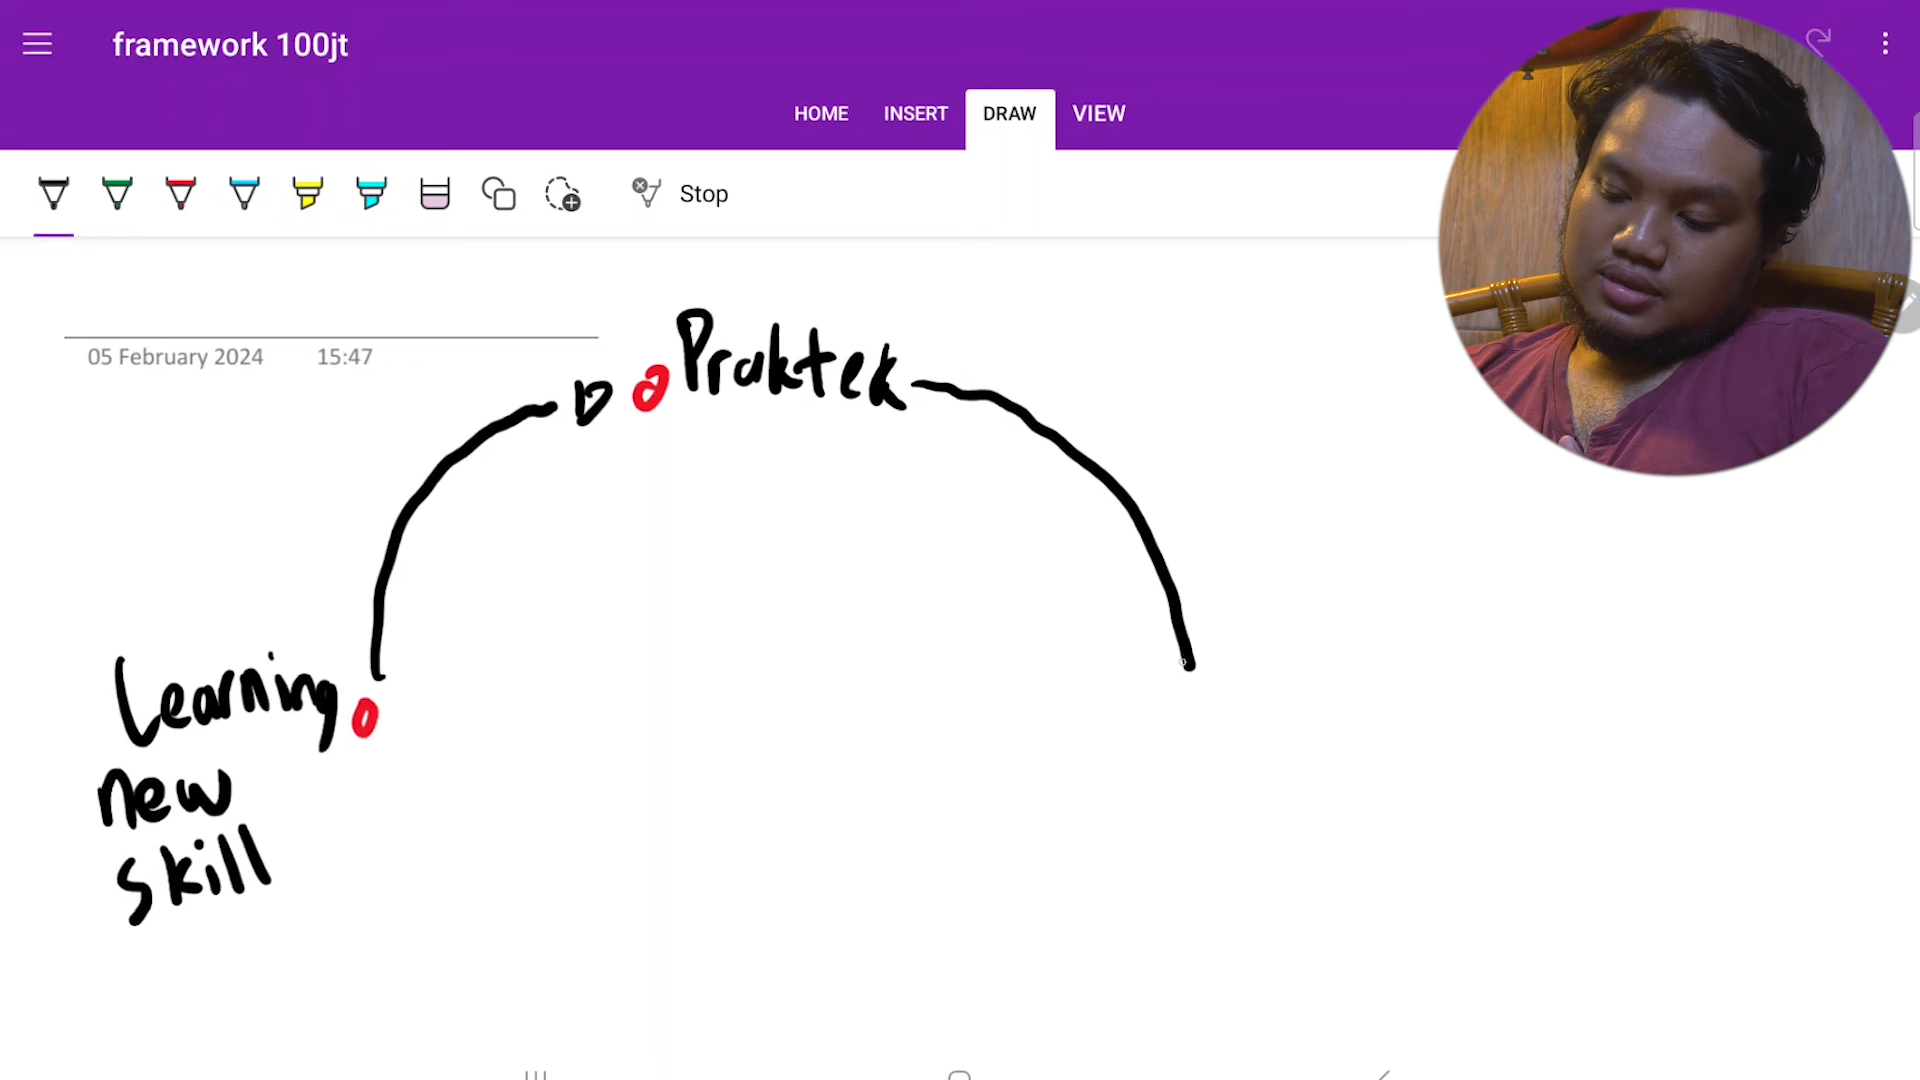 framework 100jt
HOME INSERT DRAW VIEW
Stop
05 February 2024 15:47
Praktek
Learning
new
skill